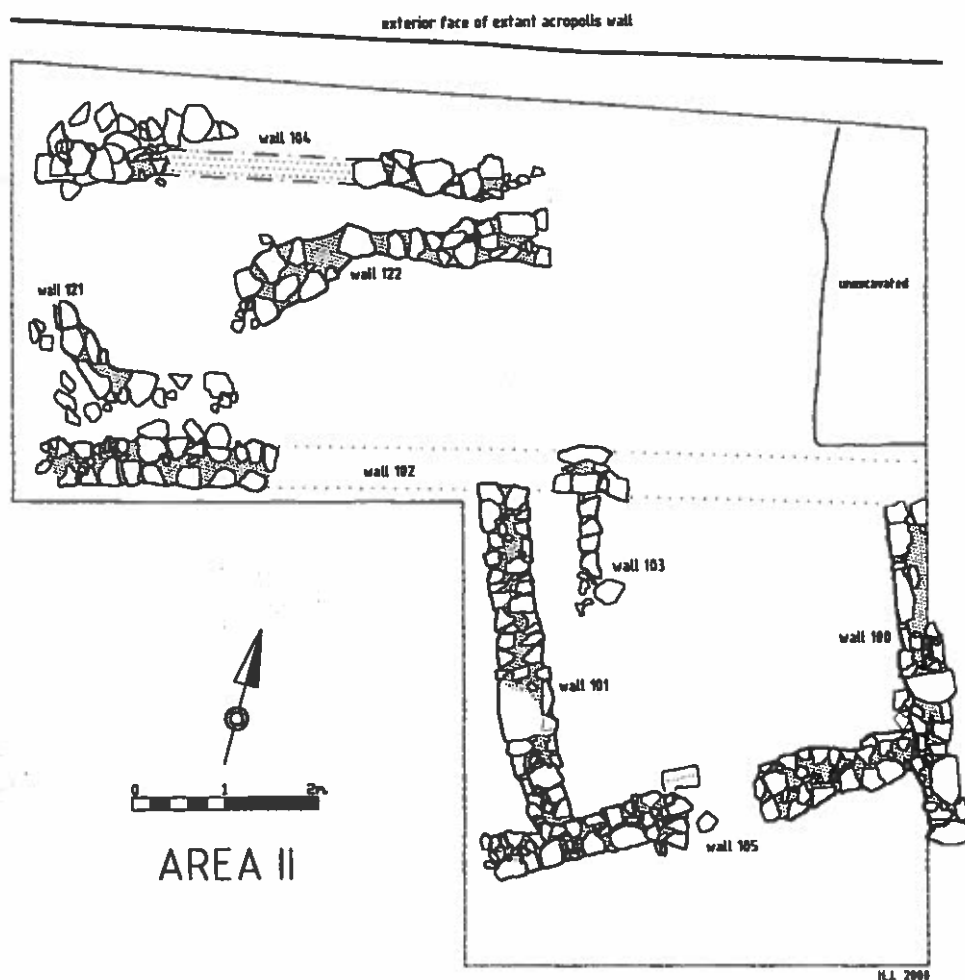 exterior face of extant acropolis wall
wall 104
wall 122
unexcavated
wall 121
wall 102
wall 103
wall 100
wall 101
0 1 2m
AREA II
wall 105
2000